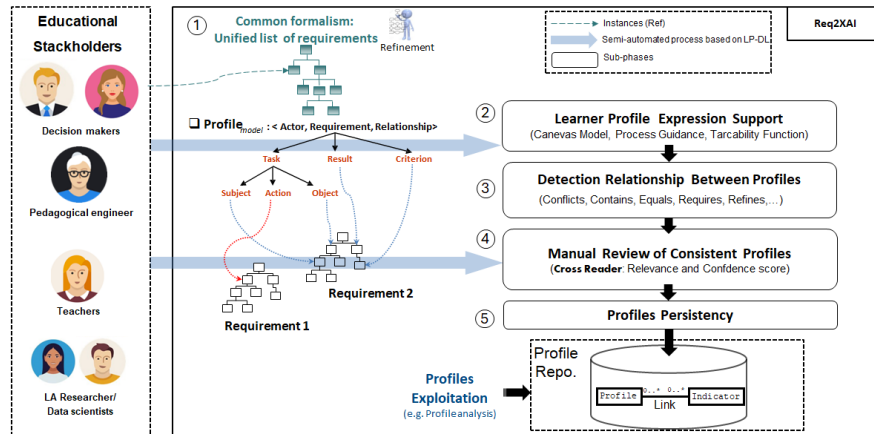 Educational
Stackholders
Decision makers
Pedagogical engineer
Teachers
LA Researcher/
Data scientists
1
Common formalism:
Unified list of requirements
Refinement
Instances (Ref)
Semi-automated process based on LP-DL
Sub-phases
Req2XAI
❑ Profile model : < Actor, Requirement, Relationship>
Task
Result
Criterion
Subject
Action
Object
Requirement 1
Requirement 2
2
Learner Profile Expression Support
(Canevas Model, Process Guidance, Tarcability Function)
3
Detection Relationship Between Profiles
(Conflicts, Contains, Equals, Requires, Refines,...)
4
Manual Review of Consistent Profiles
(Cross Reader: Relevance and Confdence score)
5
Profiles Persistency
Profiles
Exploitation
(e.g. Profile analysis)
Profile
Repo.
Profile
0..*
0..*
Indicator
Link